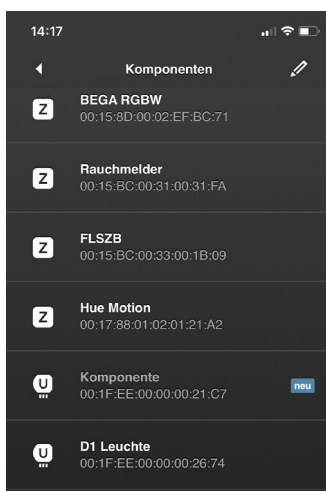 14:17
Komponenten
Z
BEGA RGBW
00:15:8D:00:02:EF:BC:71
Z
Rauchmelder
00:15:BC:00:31:00:31:FA
Z
FLSZB
00:15:BC:00:33:00:1B:09
Z
Hue Motion
00:17:88:01:02:01:21:A2
U
Komponente
00:1F:EE:00:00:00:21:C7
neu
U
D1 Leuchte
00:1F:EE:00:00:00:26:74